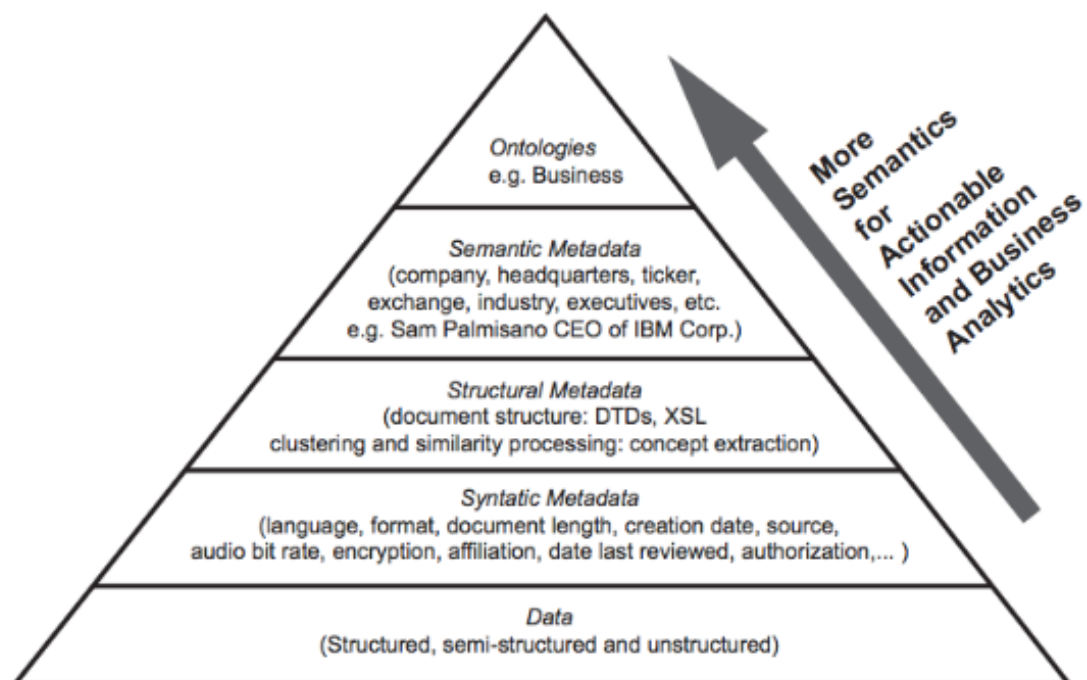 Ontologies
e.g. Business
Semantic Metadata
(company, headquarters, ticker,
exchange, industry, executives, etc.
e.g. Sam Palmisano CEO of IBM Corp.)
Structural Metadata
(document structure: DTDs, XSL
clustering and similarity processing: concept extraction)
Syntatic Metadata
(language, format, document length, creation date, source,
audio bit rate, encryption, affiliation, date last reviewed, authorization,... )
Data
(Structured, semi-structured and unstructured)
More
Semantics
for
Actionable
Information
and Business
Analytics